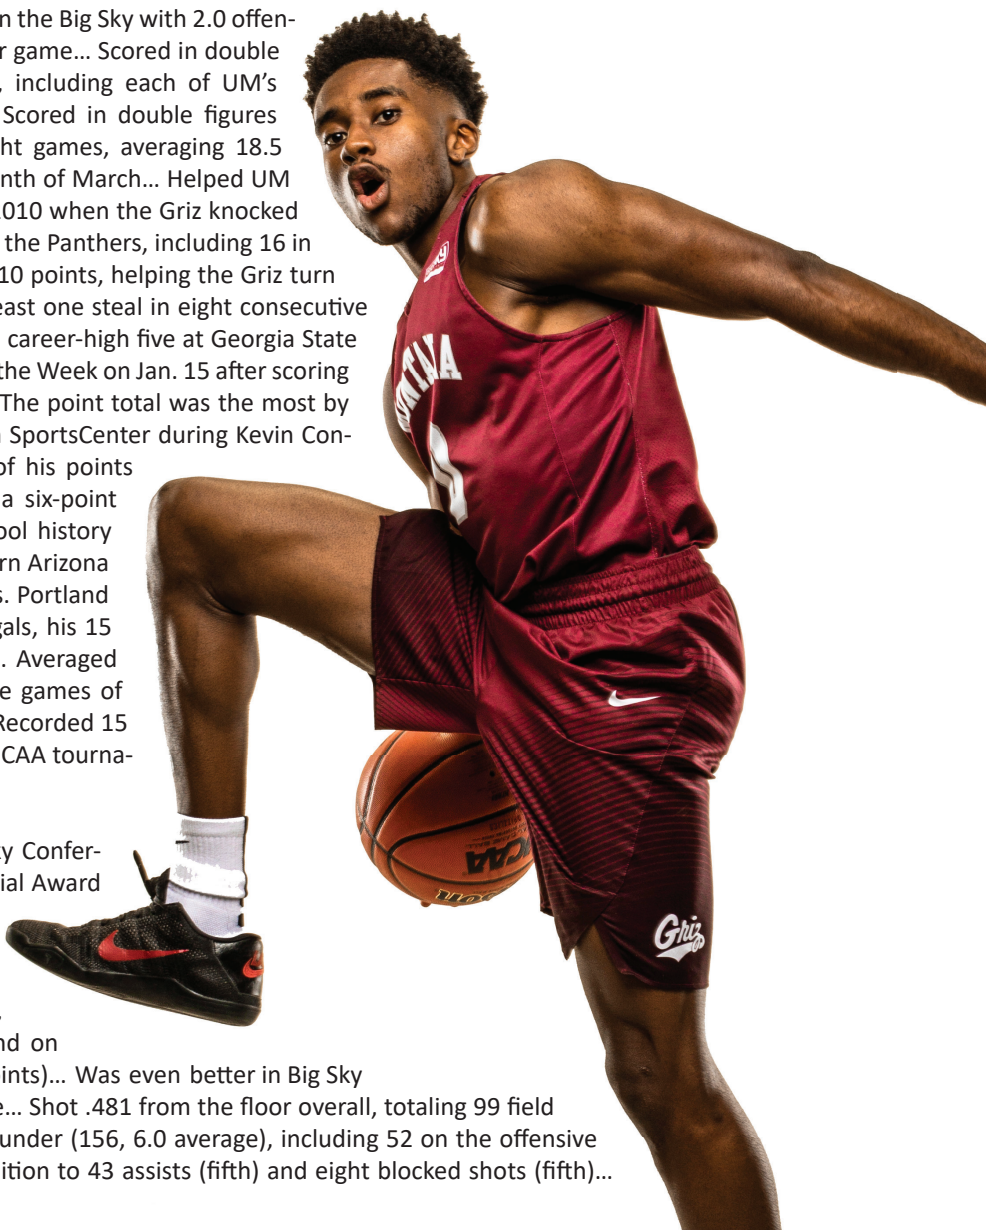 n the Big Sky with 2.0 offen-
r game... Scored in double
, including each of UM's
Scored in double figures
ht games, averaging 18.5
nth of March... Helped UM
010 when the Griz knocked
the Panthers, including 16 in
10 points, helping the Griz turn
east one steal in eight consecutive
career-high five at Georgia State
the Week on Jan. 15 after scoring
The point total was the most by
SportsCenter during Kevin Con-
of his points
a six-point
ool history
rn Arizona
s. Portland
gals, his 15
. Averaged
e games of
Recorded 15
CAA tourna-
ky Confer-
ial Award
nd on
ints)... Was even better in Big Sky
e... Shot .481 from the floor overall, totaling 99 field
under (156, 6.0 average), including 52 on the offensive
ition to 43 assists (fifth) and eight blocked shots (fifth)...
NTANA
0
NCAA
Griz